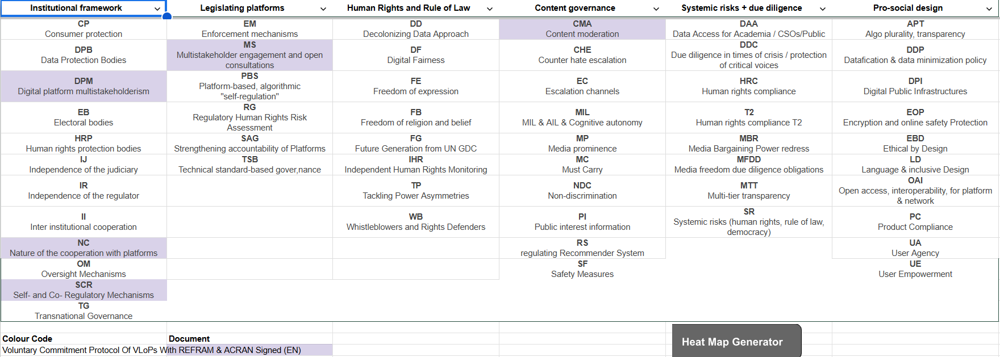 Institutional framework
Legislating platforms
Human Rights and Rule of Law
Content governance
Systemic risks + due diligence
Pro-social design
CP
Consumer protection
EM
Enforcement mechanisms
DD
Decolonizing Data Approach
CMA
Content moderation
DAA
Data Access for Academia / CSOs/Public
APT
Algo plurality, transparency
DPB
Data Protection Bodies
MS
Multistakeholder engagement and open
consultations
DF
Digital Fairness
CHE
Counter hate escalation
DDC
Due diligence in times of crisis / protection
of critical voices
DDP
Datafication & data minimization policy
DPM
Digital platform multistakeholderism
PBS
Platform-based, algorithmic
"self-regulation"
FE
Freedom of expression
EC
Escalation channels
HRC
Human rights compliance
DPI
Digital Public Infrastructures
EB
Electoral bodies
RG
Regulatory Human Rights Risk
Assessment
FB
Freedom of religion and belief
MIL
MIL & AIL & Cognitive autonomy
T2
Human rights compliance T2
EOP
Encryption and online safety Protection
HRP
Human rights protection bodies
SAG
Strengthening accountability of Platforms
FG
Future Generation from UN GDC
MP
Media prominence
MBR
Media Bargaining Power redress
EBD
Ethical by Design
IJ
Independence of the judiciary
TSB
Technical standard-based gover,nance
IHR
Independent Human Rights Monitoring
MC
Must Carry
MFDD
Media freedom due diligence obligations
LD
Language & inclusive Design
IR
Independence of the regulator
TP
Tackling Power Asymmetries
NDC
Non-discrimination
MTT
Multi-tier transparency
OAI
Open access, interoperability, for platform
& network
II
Inter institutional cooperation
WB
Whistleblowers and Rights Defenders
PI
Public interest information
SR
Systemic risks (human rights, rule of law,
democracy)
PC
Product Compliance
NC
Nature of the cooperation with platforms
RS
regulating Recommender System
UA
User Agency
OM
Oversight Mechanisms
SF
Safety Measures
UE
User Empowerment
SCR
Self- and Co- Regulatory Mechanisms
TG
Transnational Governance
Colour Code
Document
Voluntary Commitment Protocol Of VLoPs With REFRAM & ACRAN Signed (EN)
Heat Map Generator